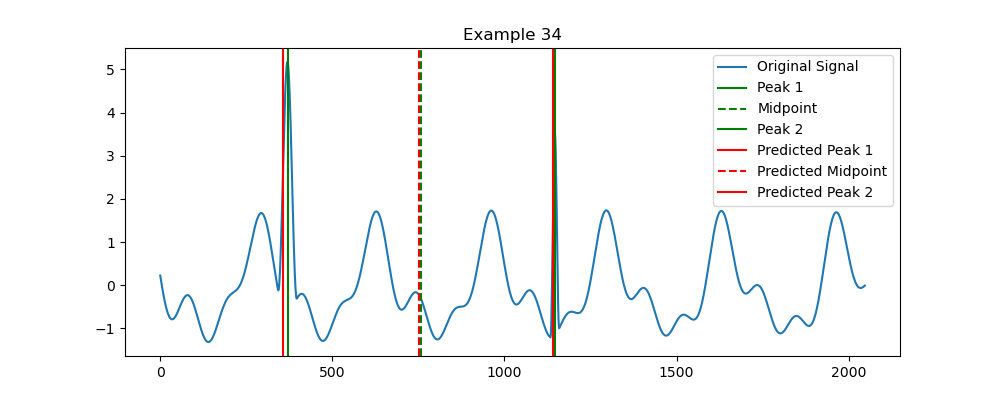 Example 34
Original Signal
Peak 1
Midpoint
Peak 2
Predicted Peak 1
Predicted Midpoint
Predicted Peak 2
5
4
3
2
1
0
−1
0 500 1000 1500 2000